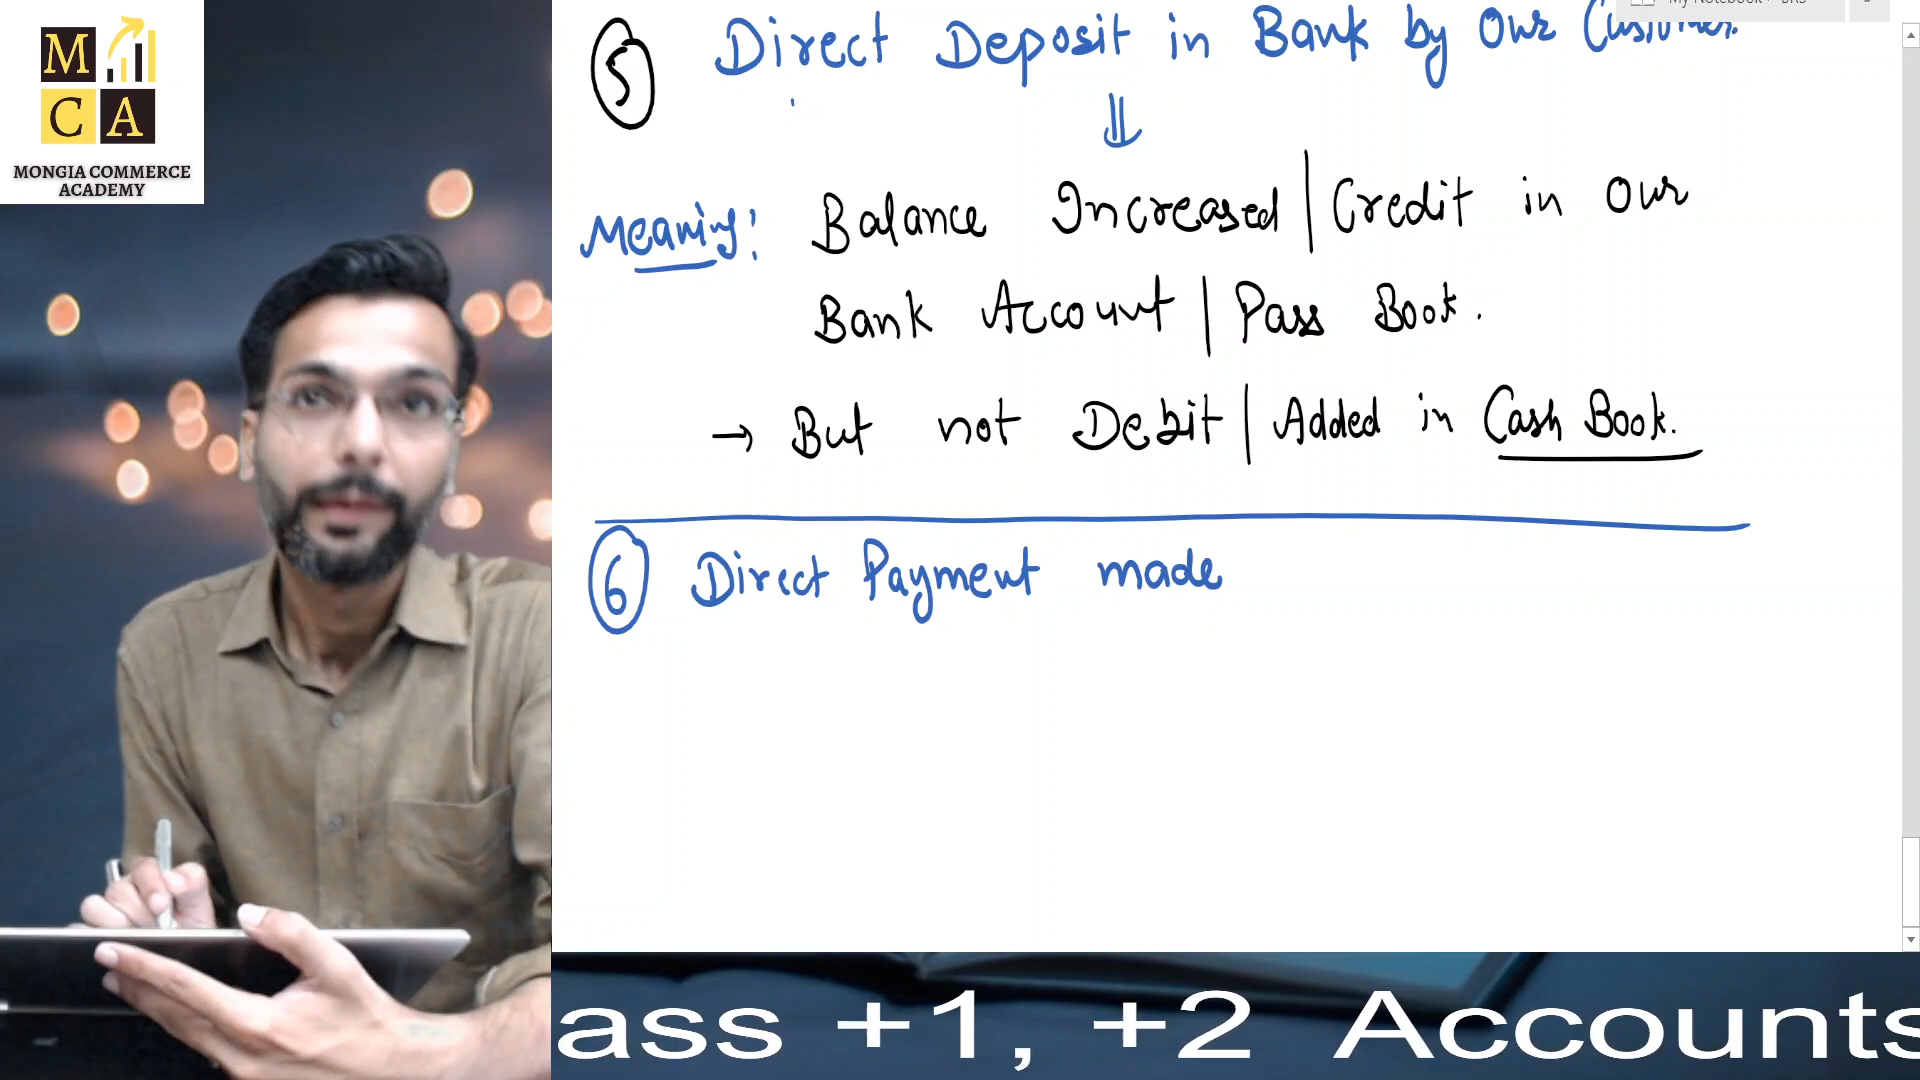 M
C A
MONGIA COMMERCE
ACADEMY
5 Direct Deposit in Bank by Our Customer.
Meaning: Balance Increased | Credit in Our
Bank Account | Pass Book.
→ But not Debit | Added in Cash Book.
6 Direct Payment made
ass +1, +2 Accounts